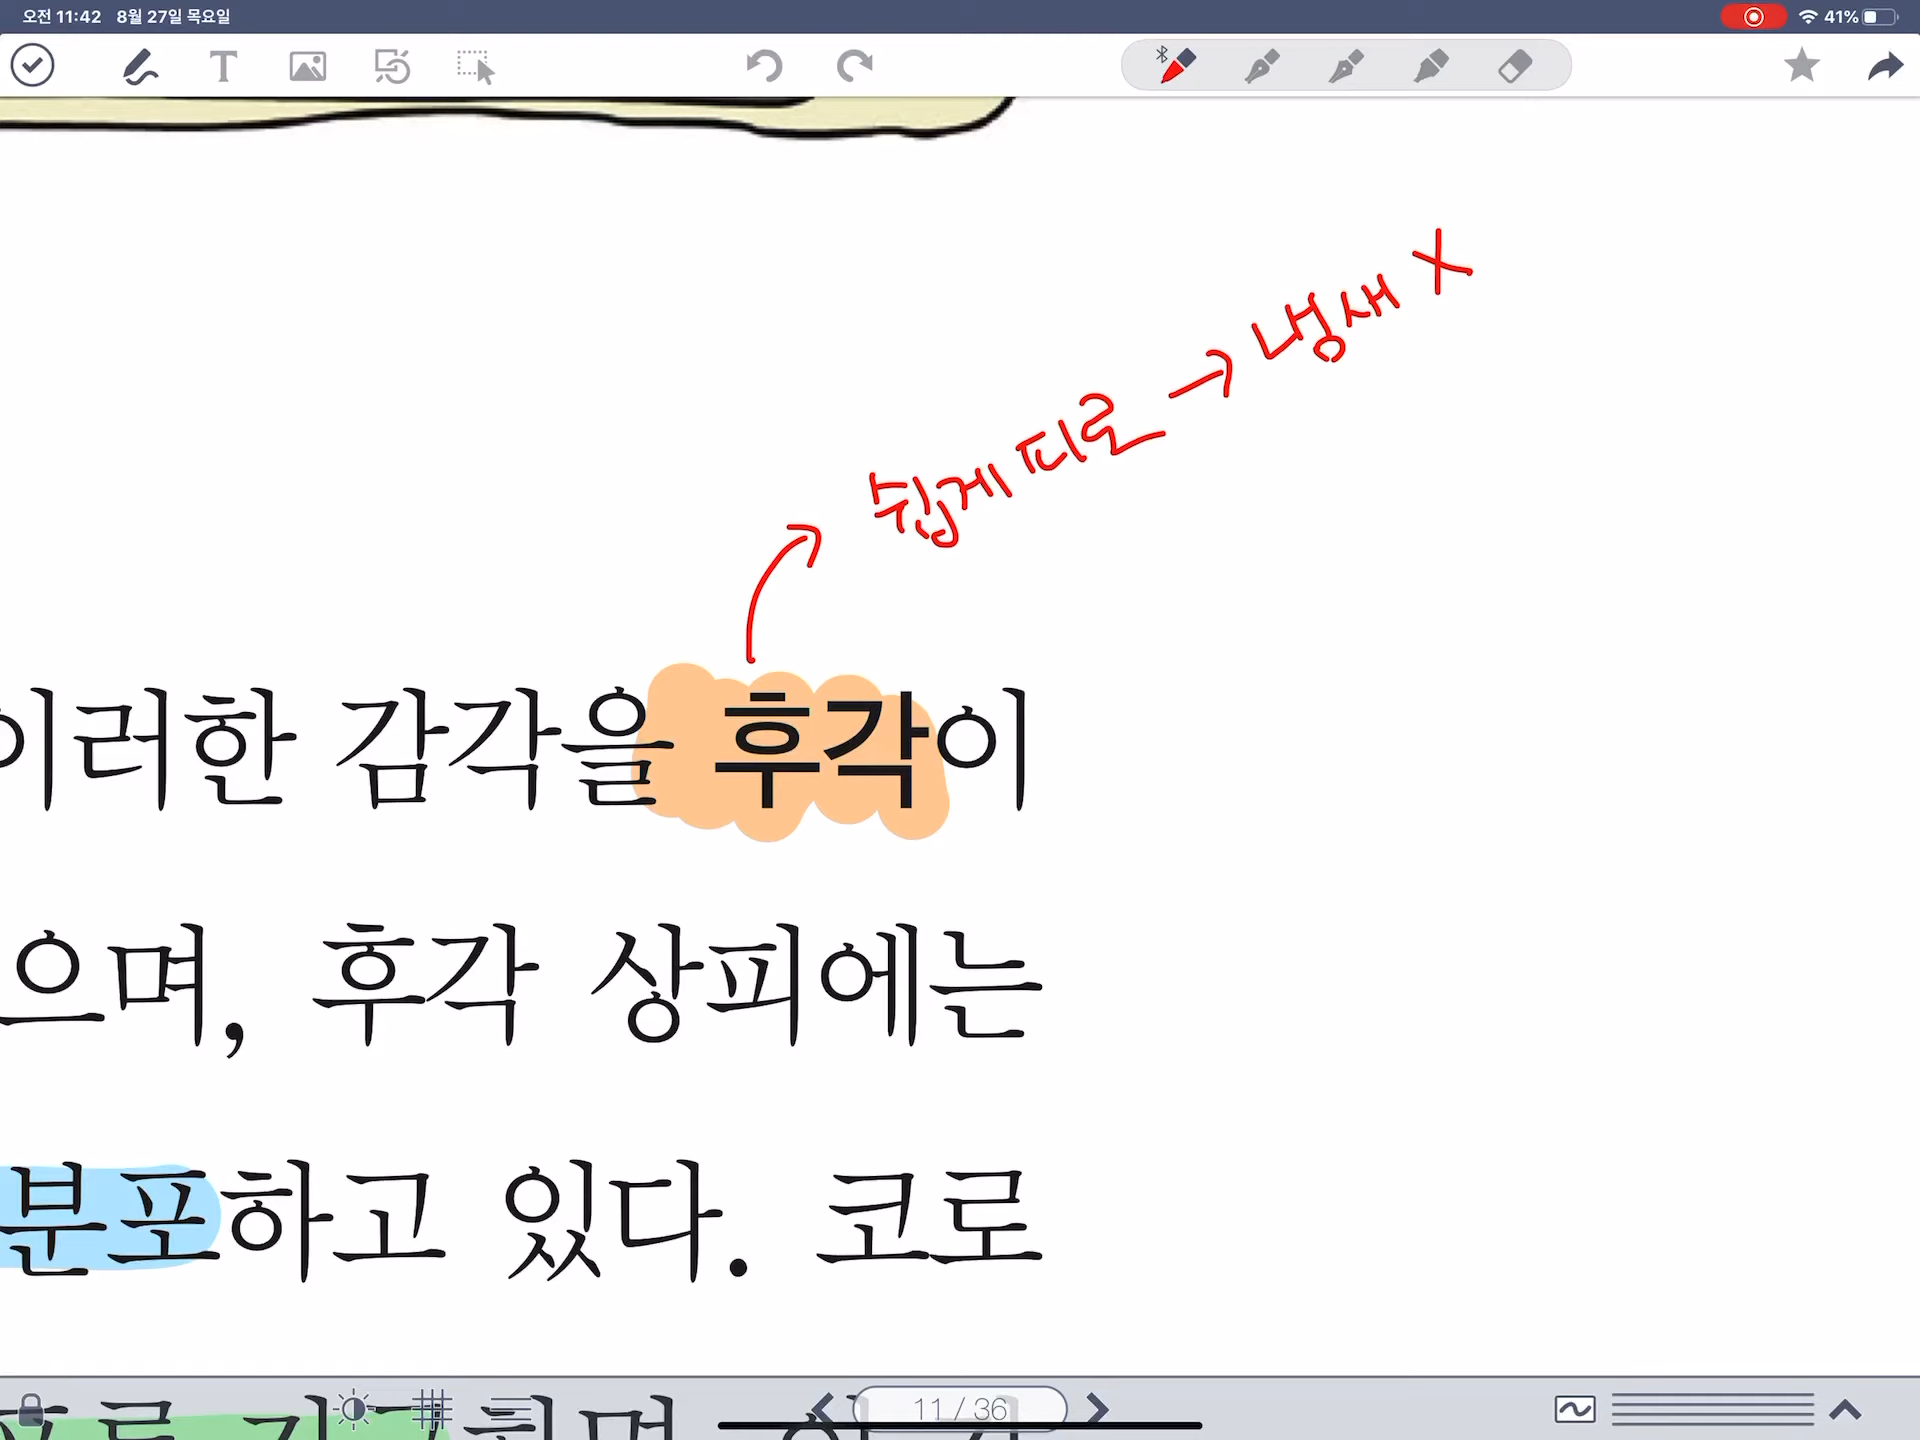 오전 11:42 8월 27일 목요일 41%
T
쉽게 피로 → 냄새 X
이러한 감각을 후각이
으며, 후각 상피에는
분포하고 있다. 코로
11 / 36